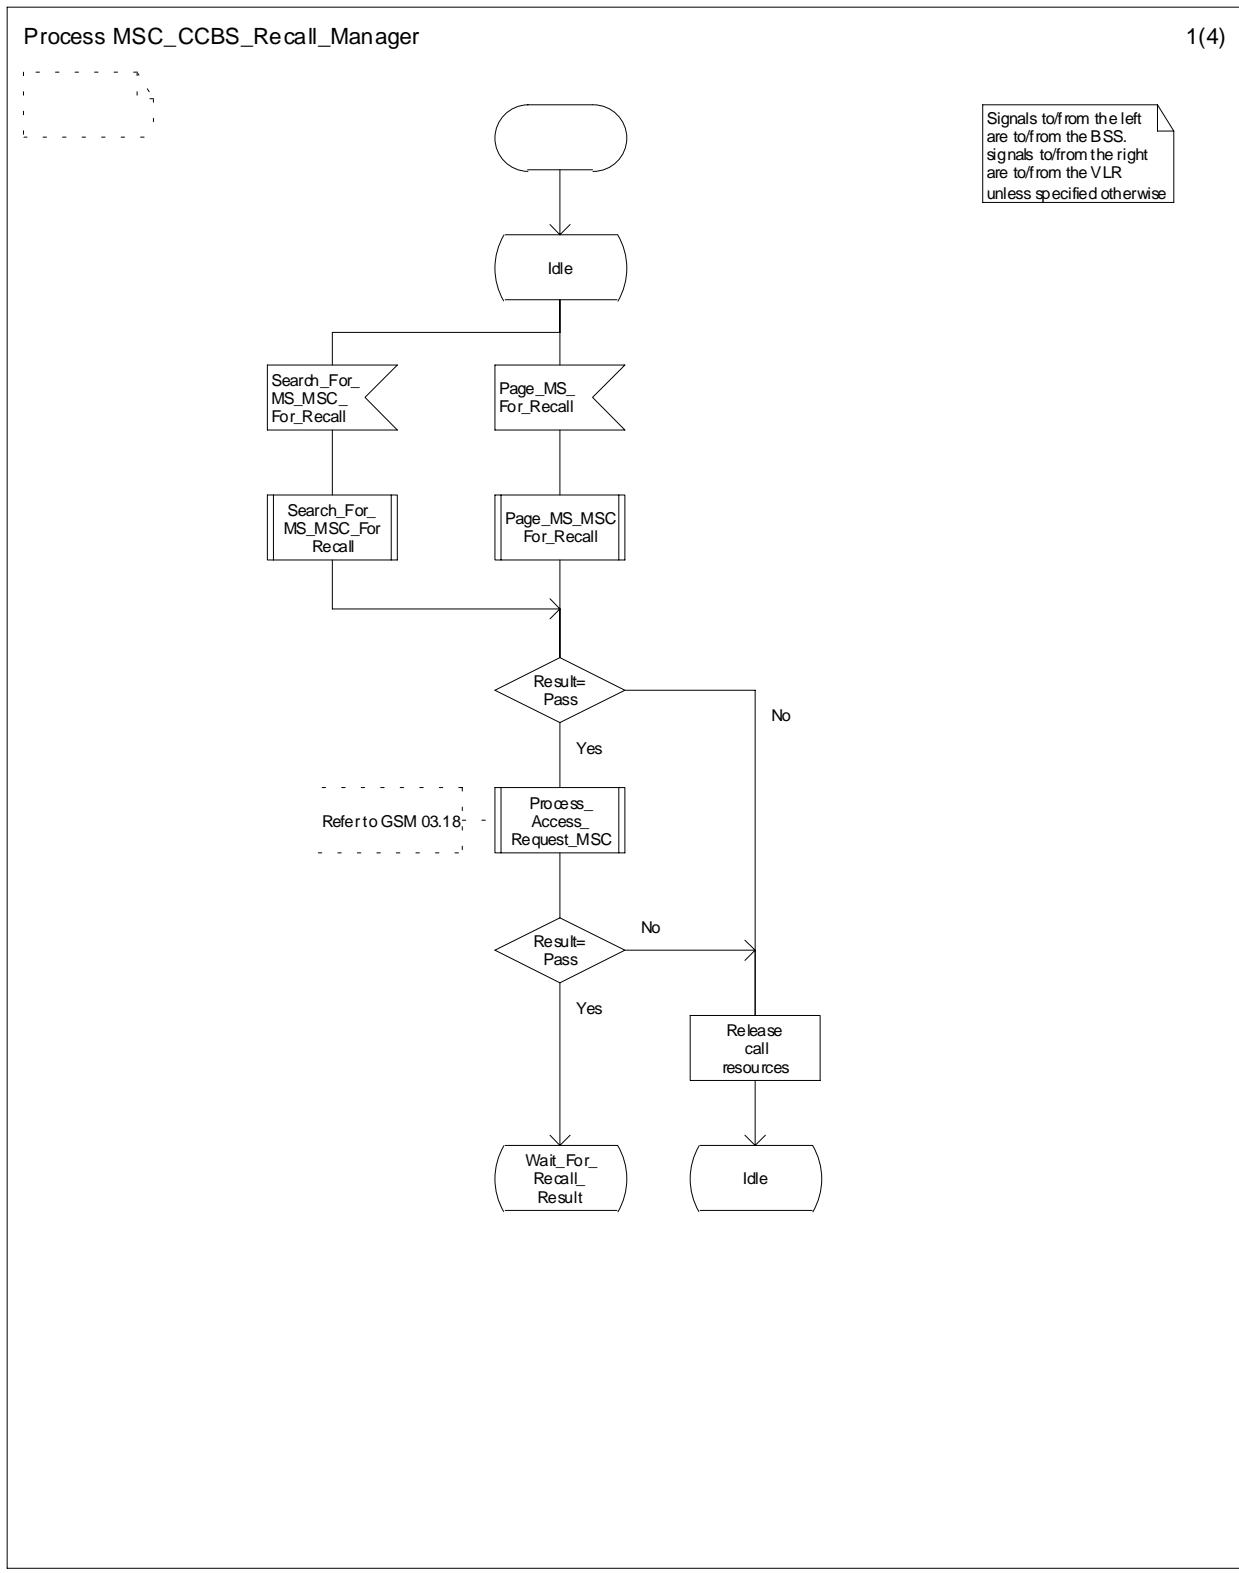 Process MSC_CCBS_Recall_Manager
1(4)
Signals to/from the left
are to/from the BSS.
signals to/from the right
are to/from the VLR
unless specified otherwise
Idle
Search_For_
MS_MSC_
For_Recall
Page_MS_
For_Recall
Search_For_
MS_MSC_For
Recall
Page_MS_MSC
For_Recall
Result=
Pass
No
Yes
Refer to GSM 03.18
Process_
Access_
Request_MSC
Result=
Pass
No
Yes
Release
call
resources
Wait_For_
Recall_
Result
Idle